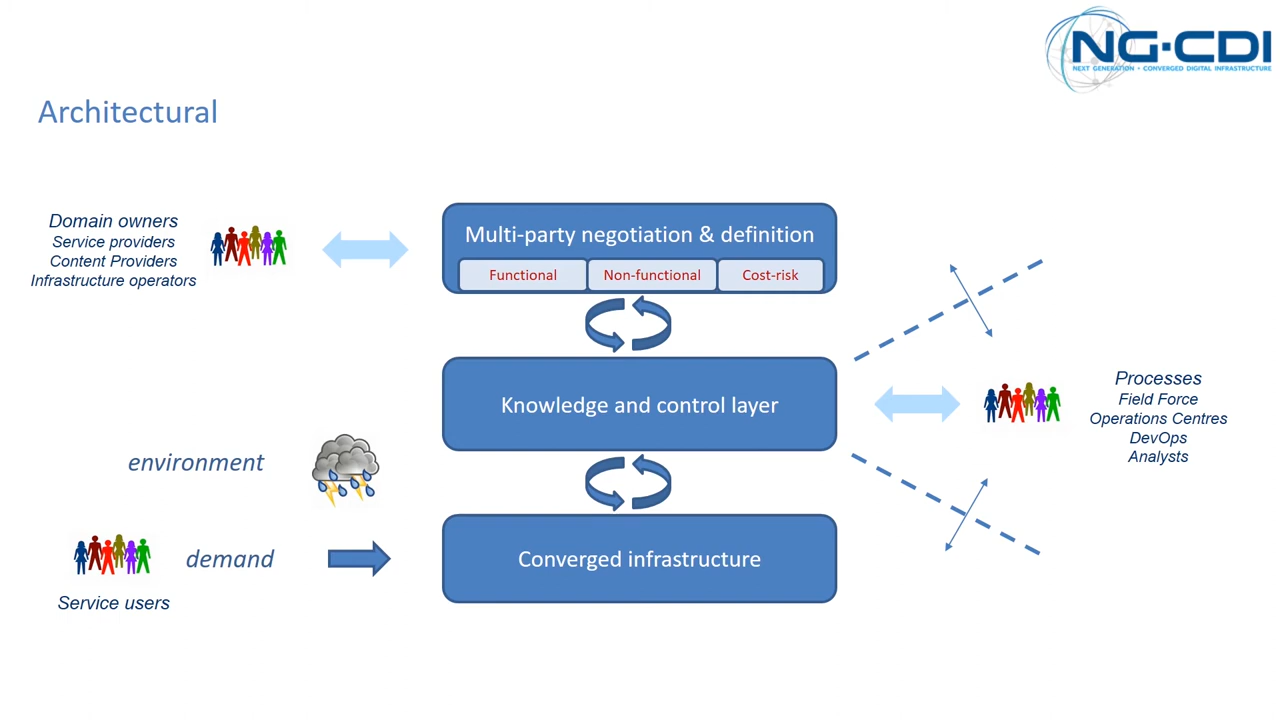 NG·CDI
NEXT GENERATION · CONVERGED DIGITAL INFRASTRUCTURE
Architectural
Domain owners
Service providers
Content Providers
Infrastructure operators
Multi-party negotiation & definition
Functional
Non-functional
Cost-risk
Knowledge and control layer
Processes
Field Force
Operations Centres
DevOps
Analysts
environment
demand
Service users
Converged infrastructure